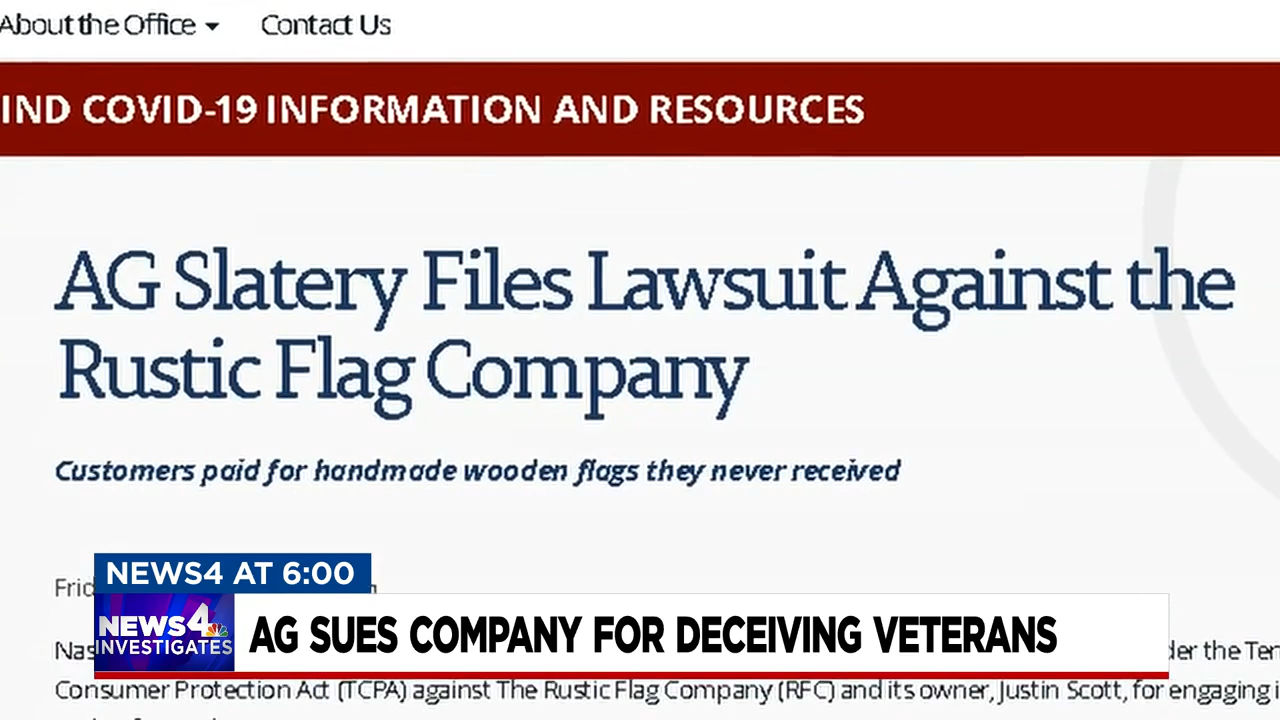 About the Office
Contact Us
IND COVID-19 INFORMATION AND RESOURCES
AG Slatery Files Lawsuit Against the
Rustic Flag Company
Customers paid for handmade wooden flags they never received
NEWS4 AT 6:00
NEWS4
INVESTIGATES
AG SUES COMPANY FOR DECEIVING VETERANS
der the Ten
Consumer Protection Act (TCPA) against The Rustic Flag Company (RFC) and its owner, Justin Scott, for engaging i